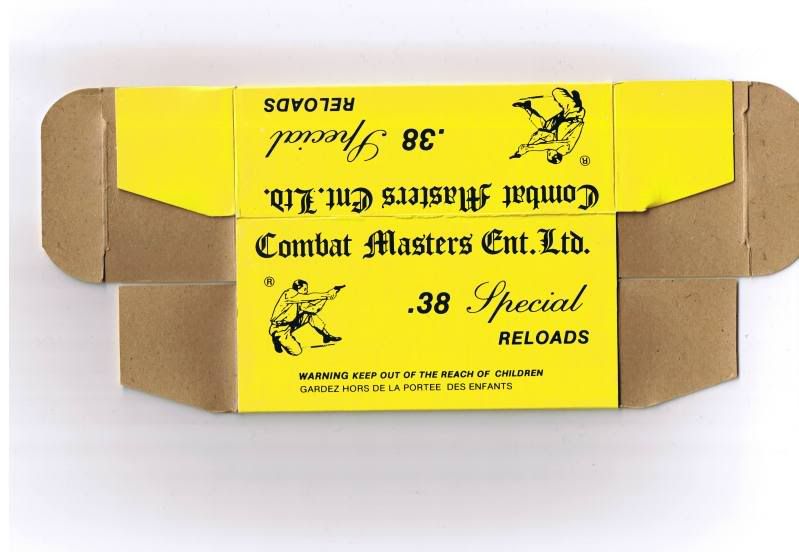 RELOADS
.38 Special
®
Combat Masters Ent. Ltd.
Combat Masters Ent. Ltd.
®
.38 Special
RELOADS
WARNING KEEP OUT OF THE REACH OF CHILDREN
GARDEZ HORS DE LA PORTEE DES ENFANTS